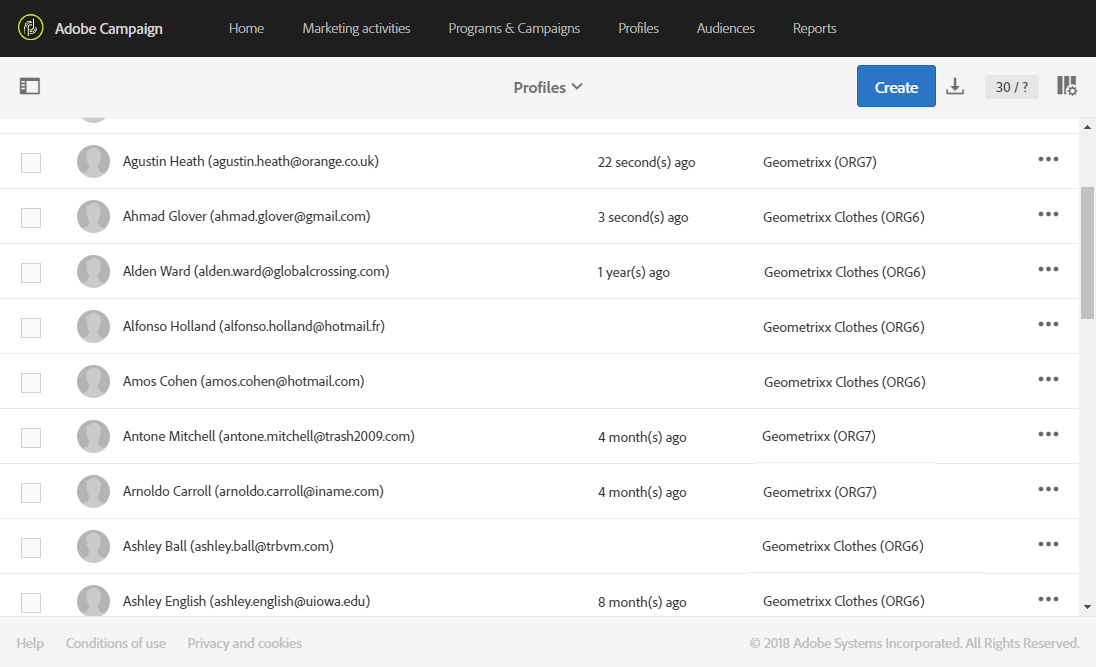 Adobe Campaign Home Marketing activities Programs & Campaigns Profiles Audiences Reports
Profiles Create 30 / ?
Agustin Heath (agustin.heath@orange.co.uk) 22 second(s) ago Geometrixx (ORG7)
Ahmad Glover (ahmad.glover@gmail.com) 3 second(s) ago Geometrixx Clothes (ORG6)
Alden Ward (alden.ward@globalcrossing.com) 1 year(s) ago Geometrixx Clothes (ORG6)
Alfonso Holland (alfonso.holland@hotmail.fr) Geometrixx Clothes (ORG6)
Amos Cohen (amos.cohen@hotmail.com) Geometrixx Clothes (ORG6)
Antone Mitchell (antone.mitchell@trash2009.com) 4 month(s) ago Geometrixx (ORG7)
Arnoldo Carroll (arnoldo.carroll@iname.com) 4 month(s) ago Geometrixx (ORG7)
Ashley Ball (ashley.ball@trbvm.com) Geometrixx Clothes (ORG6)
Ashley English (ashley.english@uiowa.edu) 8 month(s) ago Geometrixx Clothes (ORG6)
Help Conditions of use Privacy and cookies © 2018 Adobe Systems Incorporated. All Rights Reserved.